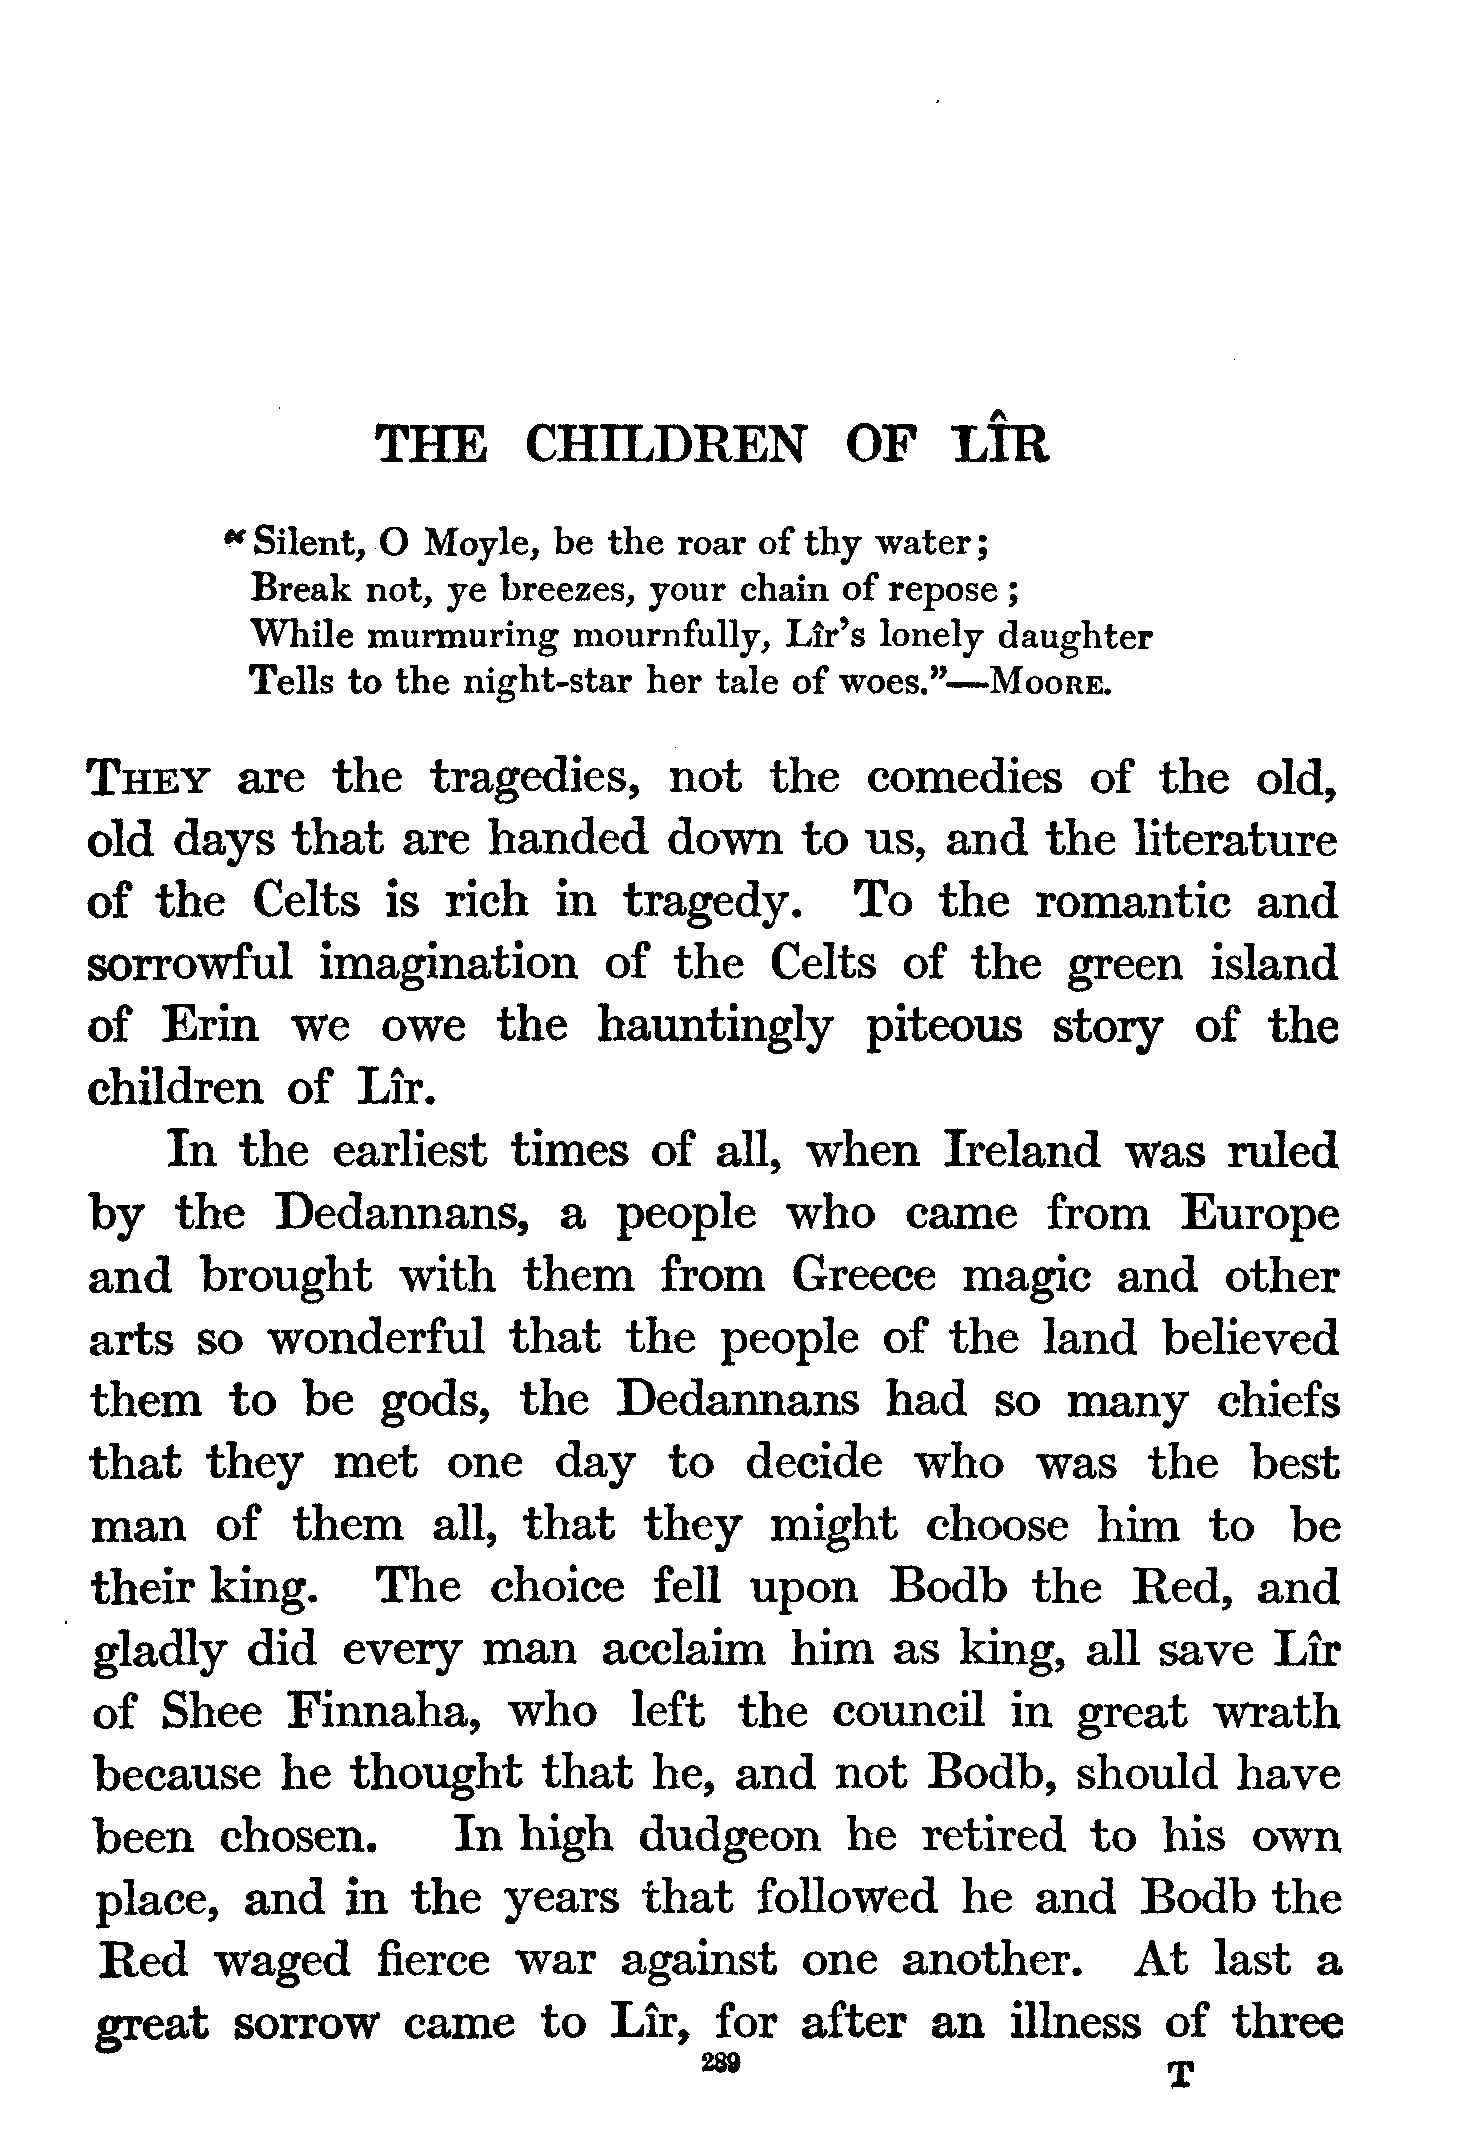 THE CHILDREN OF LÎR
“Silent, O Moyle, be the roar of thy water;
Break not, ye breezes, your chain of repose;
While murmuring mournfully, Lîr’s lonely daughter
Tells to the night-star her tale of woes.”—MOORE.
THEY are the tragedies, not the comedies of the old,
old days that are handed down to us, and the literature
of the Celts is rich in tragedy. To the romantic and
sorrowful imagination of the Celts of the green island
of Erin we owe the hauntingly piteous story of the
children of Lîr.
In the earliest times of all, when Ireland was ruled
by the Dedannans, a people who came from Europe
and brought with them from Greece magic and other
arts so wonderful that the people of the land believed
them to be gods, the Dedannans had so many chiefs
that they met one day to decide who was the best
man of them all, that they might choose him to be
their king. The choice fell upon Bodb the Red, and
gladly did every man acclaim him as king, all save Lîr
of Shee Finnaha, who left the council in great wrath
because he thought that he, and not Bodb, should have
been chosen. In high dudgeon he retired to his own
place, and in the years that followed he and Bodb the
Red waged fierce war against one another. At last a
great sorrow came to Lîr, for after an illness of three
289
T